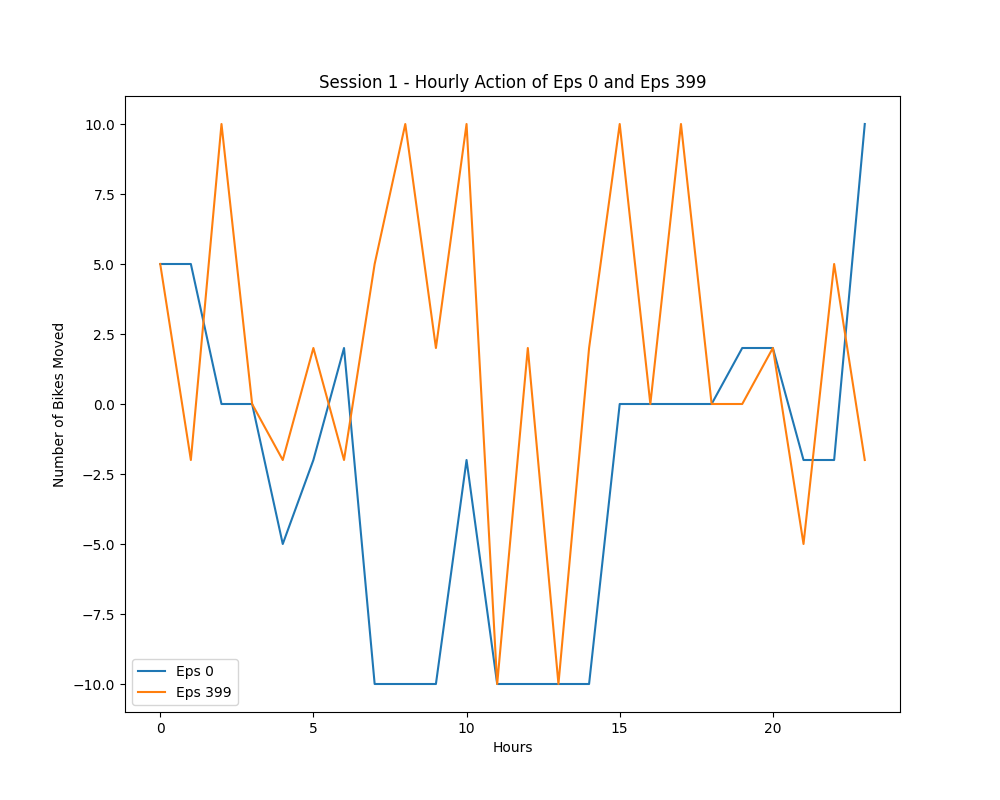 Session 1 - Hourly Action of Eps 0 and Eps 399
Number of Bikes Moved
10.0
7.5
5.0
2.5
0.0
−2.5
−5.0
−7.5
−10.0
Eps 0
Eps 399
0 5 10 15 20
Hours